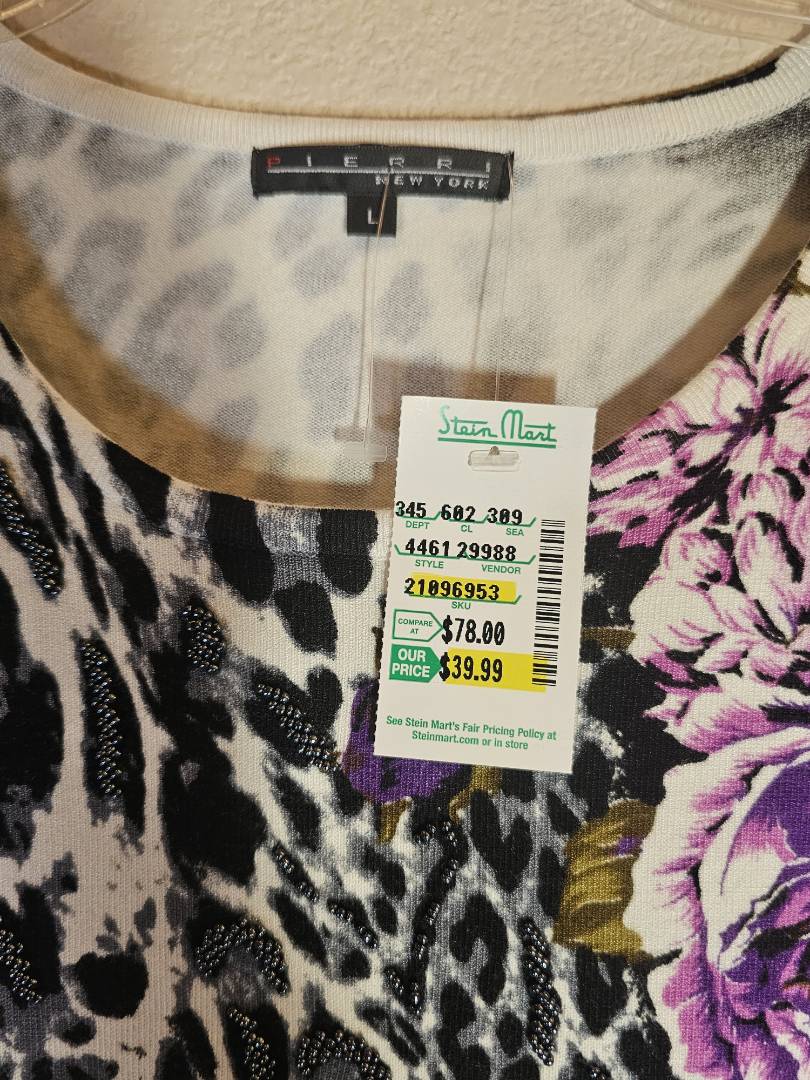 PIERRI
NEW YORK
L
Stein Mart
345 602 309
DEPT CL SEA
4461 29988
STYLE VENDOR
21096953
SKU
COMPARE AT $78.00
OUR PRICE $39.99
See Stein Mart's Fair Pricing Policy at
Steinmart.com or in store